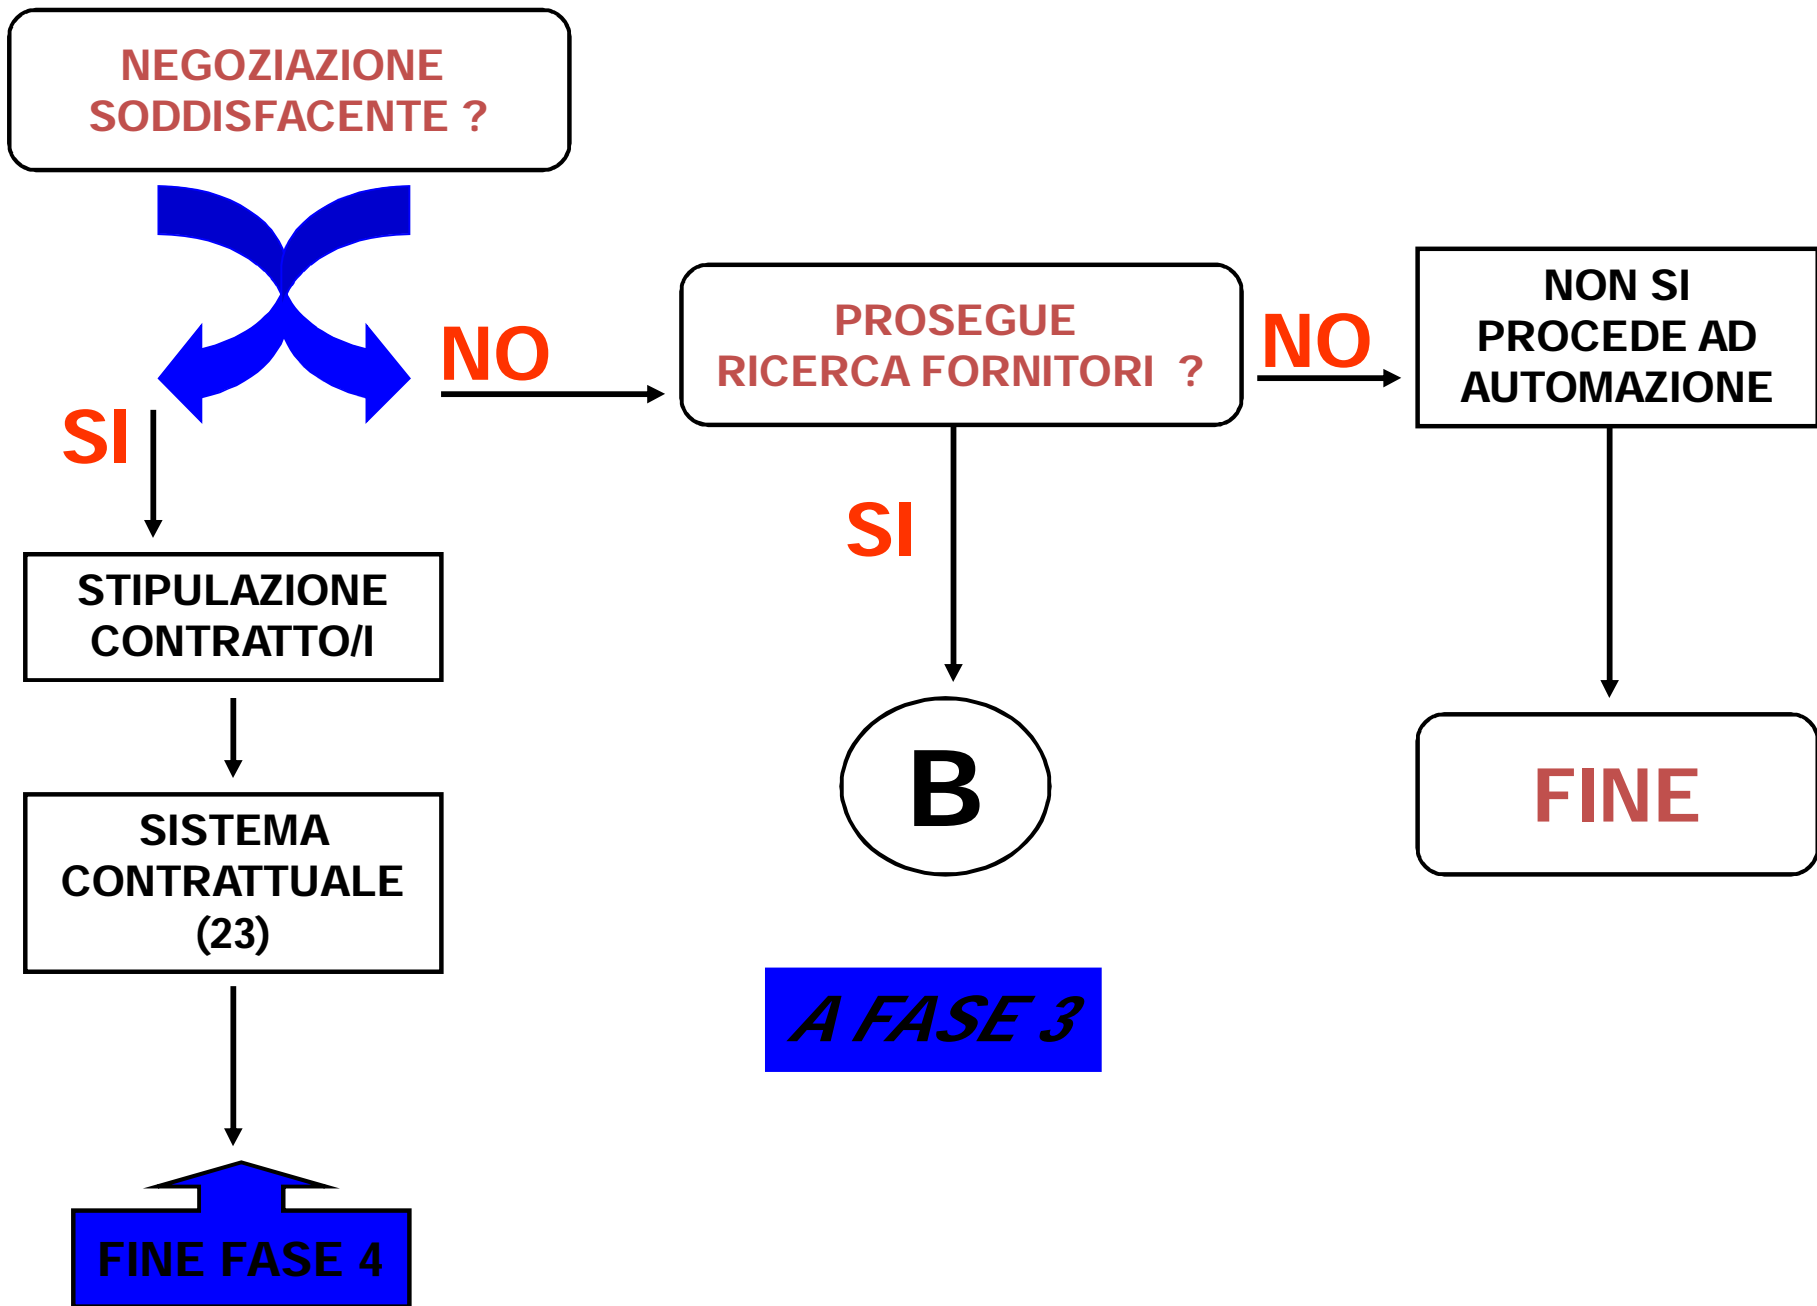 NEGOZIAZIONE
SODDISFACENTE ?
NO
PROSEGUE
RICERCA FORNITORI ?
NO
NON SI
PROCEDE AD
AUTOMAZIONE
SI
SI
STIPULAZIONE
CONTRATTO/I
B
FINE
SISTEMA
CONTRATTUALE
(23)
A FASE 3
FINE FASE 4